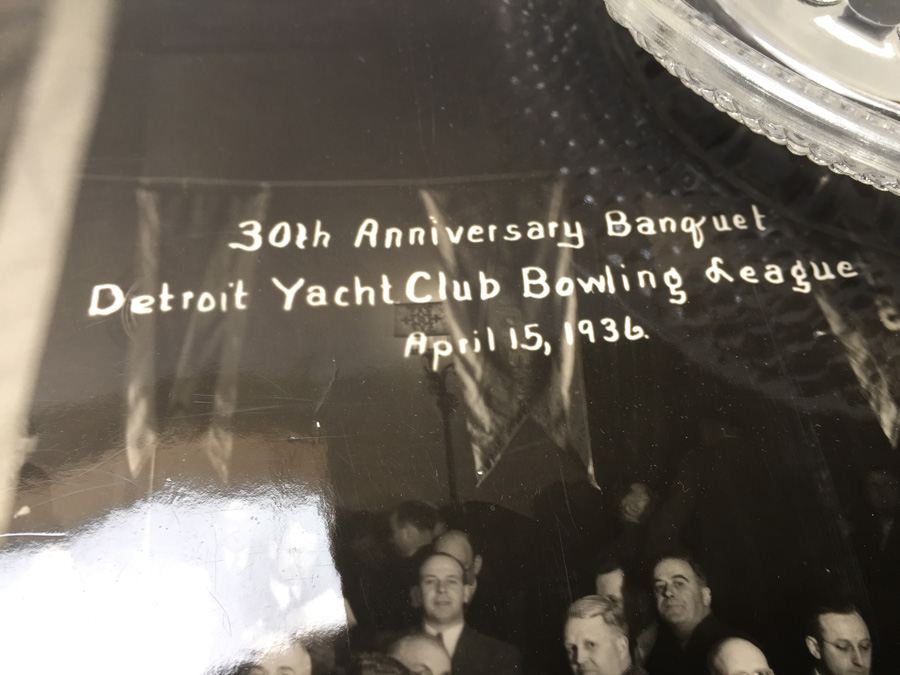 30th Anniversary Banquet
Detroit Yacht Club Bowling League
April 15, 1936.